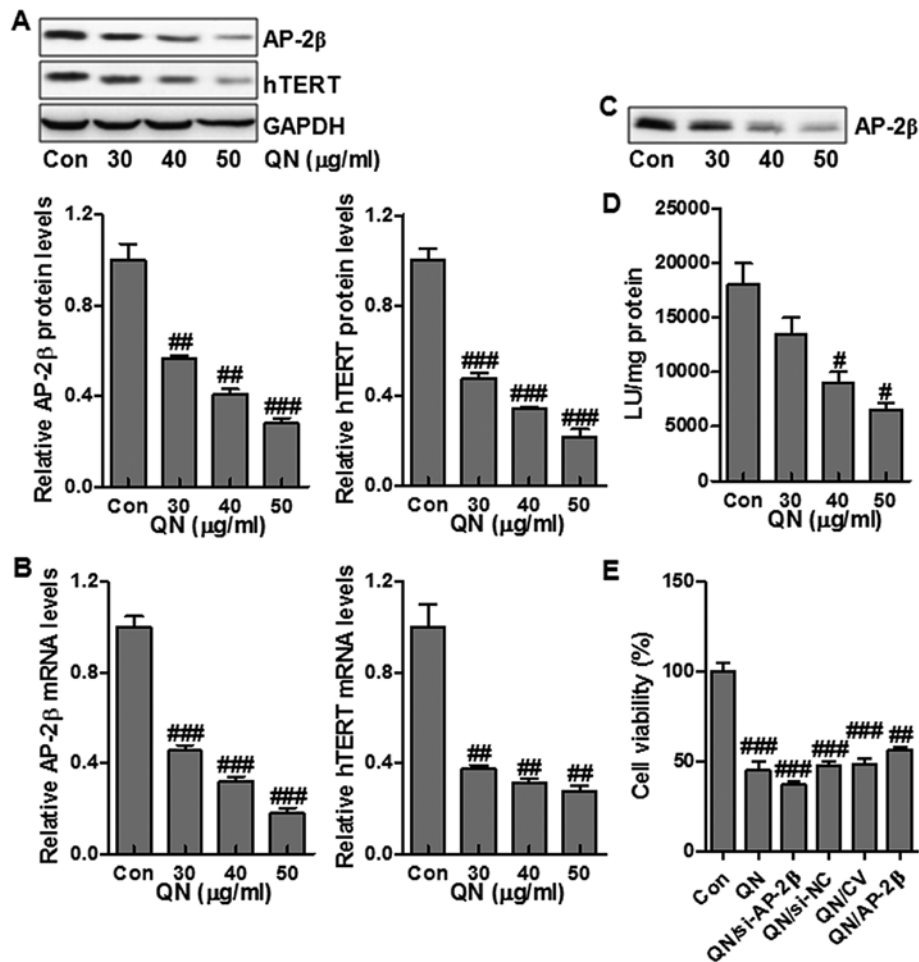 A
AP-2β
hTERT
GAPDH
Con 30 40 50 QN (μg/ml)
Relative AP-2β protein levels
1.2
0.8
0.4
0.0
##
##
###
Con 30 40 50
QN (μg/ml)
Relative hTERT protein levels
1.2
0.8
0.4
0.0
###
###
###
Con 30 40 50
QN (μg/ml)
B
Relative AP-2β mRNA levels
1.2
0.8
0.4
0.0
###
###
###
Con 30 40 50
QN (μg/ml)
Relative hTERT mRNA levels
1.2
0.8
0.4
0.0
##
##
##
Con 30 40 50
QN (μg/ml)
C
AP-2β
Con 30 40 50
D
LU/mg protein
25000
20000
15000
10000
5000
0
#
#
Con 30 40 50
QN (μg/ml)
E
Cell viability (%)
150
100
50
0
###
###
###
###
##
Con
QN
QN/si-AP-2β
QN/si-NC
QN/CV
QN/AP-2β